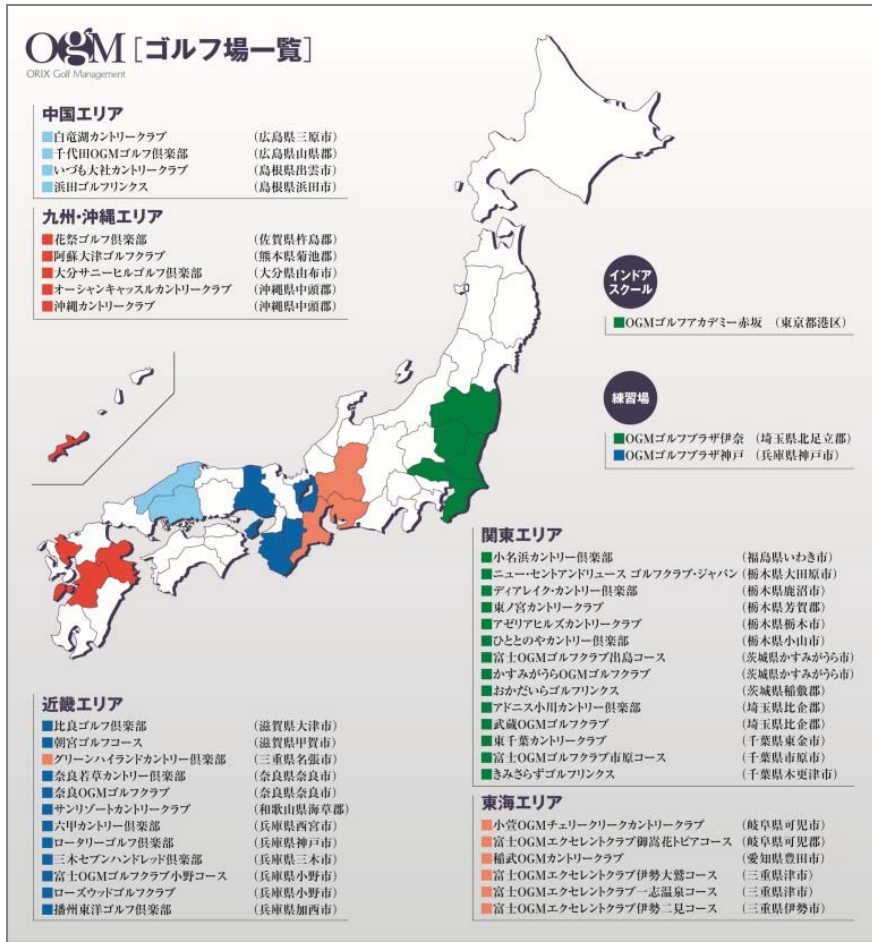 OGM [ゴルフ場一覧]
ORIX Golf Management
中国エリア
白竜湖カントリークラブ (広島県三原市)
千代田OGMゴルフ倶楽部 (広島県山県郡)
いづも大社カントリークラブ (島根県出雲市)
浜田ゴルフリンクス (島根県浜田市)
九州・沖縄エリア
花祭ゴルフ倶楽部 (佐賀県杵島郡)
阿蘇大津ゴルフクラブ (熊本県菊池郡)
大分サニーヒルゴルフ倶楽部 (大分県由布市)
オーシャンキャッスルカントリークラブ (沖縄県中頭郡)
沖縄カントリークラブ (沖縄県中頭郡)
インドア
スクール
OGMゴルフアカデミー赤坂 (東京都港区)
練習場
OGMゴルフプラザ伊奈 (埼玉県北足立郡)
OGMゴルフプラザ神戸 (兵庫県神戸市)
関東エリア
小名浜カントリー倶楽部 (福島県いわき市)
ニュー・セントアンドリュース ゴルフクラブ・ジャパン (栃木県大田原市)
ディアレイク・カントリー倶楽部 (栃木県鹿沼市)
東ノ宮カントリークラブ (栃木県芳賀郡)
アゼリアヒルズカントリークラブ (栃木県栃木市)
ひととのやカントリー倶楽部 (栃木県小山市)
富士OGMゴルフクラブ出島コース (茨城県かすみがうら市)
かすみがうらOGMゴルフクラブ (茨城県かすみがうら市)
おかだいらゴルフリンクス (茨城県稲敷郡)
アドニス小川カントリー倶楽部 (埼玉県比企郡)
武蔵OGMゴルフクラブ (埼玉県比企郡)
東千葉カントリークラブ (千葉県東金市)
富士OGMゴルフクラブ市原コース (千葉県市原市)
きみさらずゴルフリンクス (千葉県木更津市)
近畿エリア
比良ゴルフ倶楽部 (滋賀県大津市)
朝宮ゴルフコース (滋賀県甲賀市)
グリーンハイランドカントリー倶楽部 (三重県名張市)
奈良若草カントリー倶楽部 (奈良県奈良市)
奈良OGMゴルフクラブ (奈良県奈良市)
サンリゾートカントリークラブ (和歌山県海草郡)
六甲カントリー倶楽部 (兵庫県西宮市)
ロータリーゴルフ倶楽部 (兵庫県神戸市)
三木セブンハンドレッド倶楽部 (兵庫県三木市)
富士OGMゴルフクラブ小野コース (兵庫県小野市)
ローズウッドゴルフクラブ (兵庫県小野市)
播州東洋ゴルフ倶楽部 (兵庫県加西市)
東海エリア
小萱OGMチェリークリークカントリークラブ (岐阜県可児市)
富士OGMエクセレントクラブ御嵩花トピアコース (岐阜県可児郡)
稲武OGMカントリークラブ (愛知県豊田市)
富士OGMエクセレントクラブ伊勢大鷲コース (三重県津市)
富士OGMエクセレントクラブ一志温泉コース (三重県津市)
富士OGMエクセレントクラブ伊勢二見コース (三重県伊勢市)